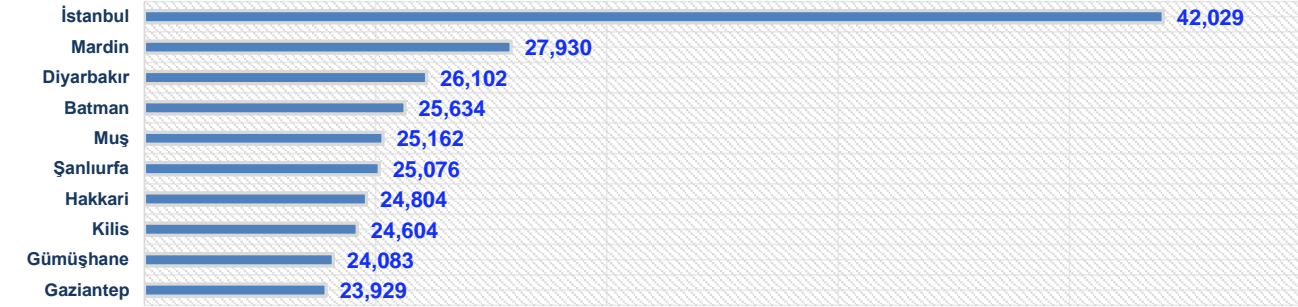 İstanbul 42,029
Mardin 27,930
Diyarbakır 26,102
Batman 25,634
Muş 25,162
Şanlıurfa 25,076
Hakkari 24,804
Kilis 24,604
Gümüşhane 24,083
Gaziantep 23,929